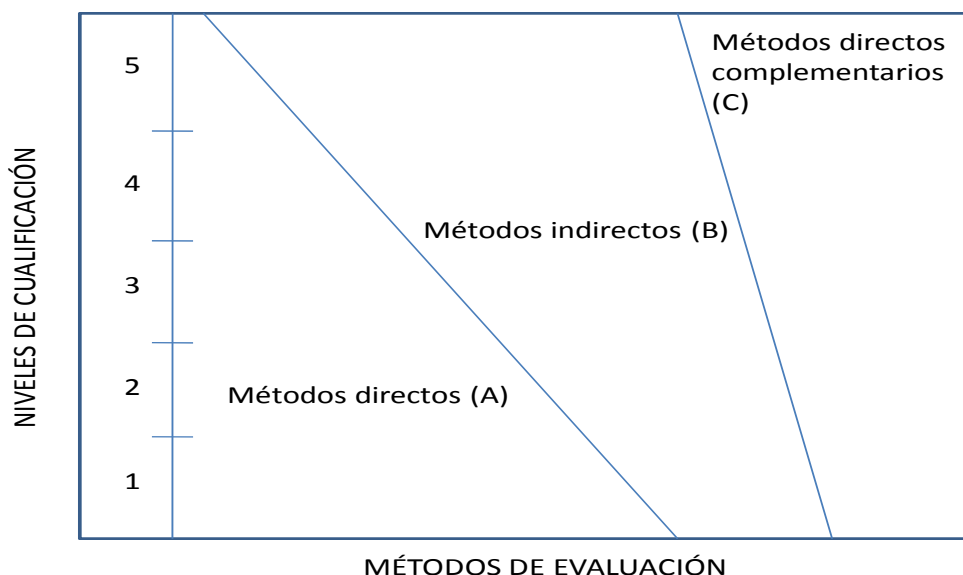 Métodos directos
complementarios
(C)
5
4
Métodos indirectos (B)
3
2
Métodos directos (A)
1
NIVELES DE CUALIFICACIÓN
MÉTODOS DE EVALUACIÓN